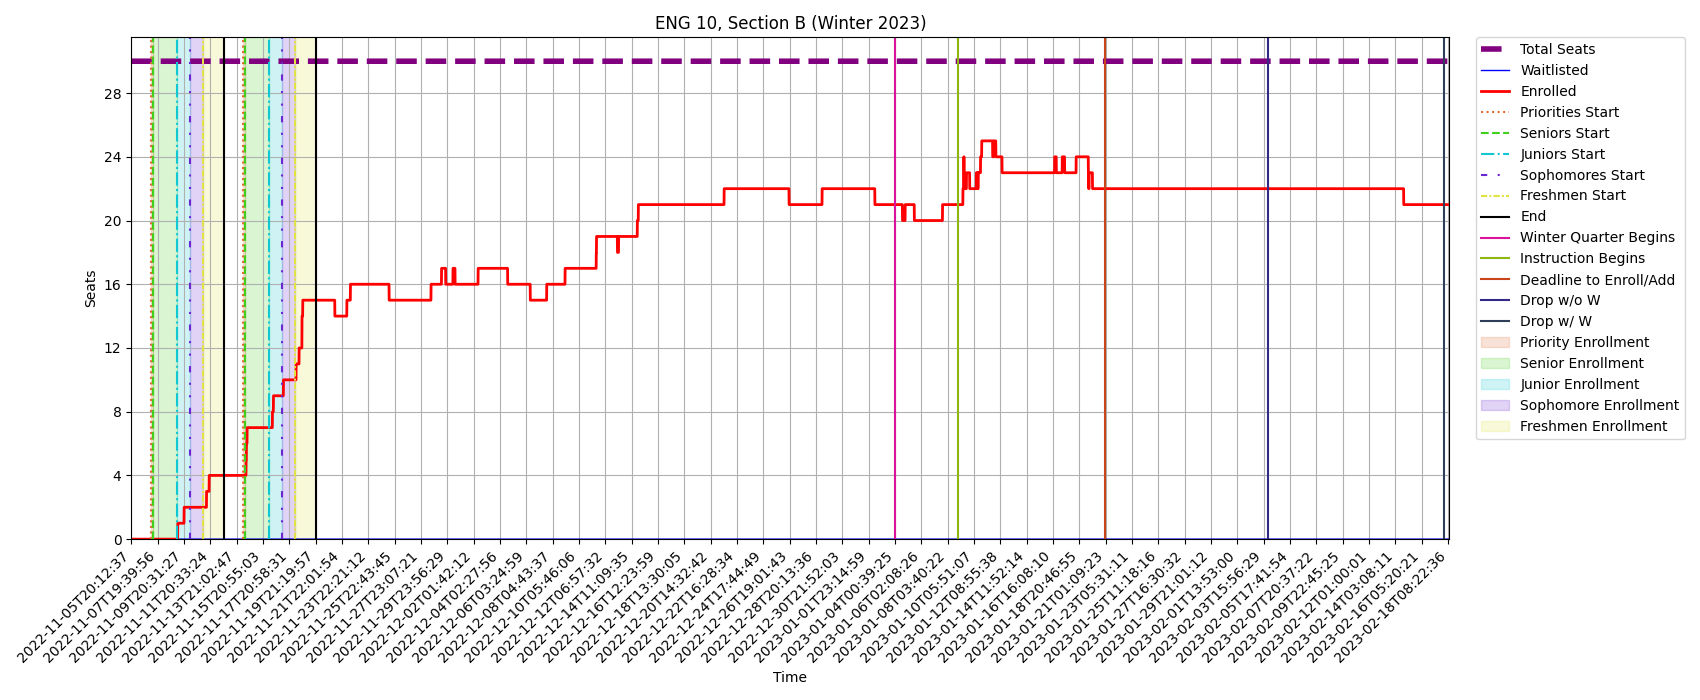 ENG 10, Section B (Winter 2023)
Seats
28
24
20
16
12
8
4
0
2022-11-05T20:12:37
2022-11-07T19:39:56
2022-11-09T20:31:27
2022-11-11T20:33:24
2022-11-13T21:02:47
2022-11-15T20:55:03
2022-11-17T20:58:31
2022-11-19T21:19:57
2022-11-21T22:01:54
2022-11-23T22:21:12
2022-11-25T22:43:45
2022-11-27T23:07:21
2022-11-29T23:56:29
2022-12-02T01:42:12
2022-12-04T02:27:56
2022-12-06T03:24:59
2022-12-08T04:43:37
2022-12-10T05:46:06
2022-12-12T06:57:32
2022-12-14T11:09:35
2022-12-16T12:23:59
2022-12-18T13:30:05
2022-12-20T14:32:42
2022-12-22T16:28:34
2022-12-24T17:44:49
2022-12-26T19:01:43
2022-12-28T20:13:36
2022-12-30T21:52:03
2023-01-01T23:14:59
2023-01-04T00:39:25
2023-01-06T02:08:26
2023-01-08T03:40:22
2023-01-10T05:51:07
2023-01-12T08:55:38
2023-01-14T11:52:14
2023-01-16T16:08:10
2023-01-18T20:46:55
2023-01-21T01:09:23
2023-01-23T05:31:11
2023-01-25T11:18:16
2023-01-27T16:30:32
2023-01-29T21:01:12
2023-02-01T13:53:00
2023-02-03T15:56:29
2023-02-05T17:41:54
2023-02-07T20:37:22
2023-02-09T22:45:25
2023-02-12T01:00:01
2023-02-14T03:08:11
2023-02-16T05:20:21
2023-02-18T08:22:36
Time
Total Seats
Waitlisted
Enrolled
Priorities Start
Seniors Start
Juniors Start
Sophomores Start
Freshmen Start
End
Winter Quarter Begins
Instruction Begins
Deadline to Enroll/Add
Drop w/o W
Drop w/ W
Priority Enrollment
Senior Enrollment
Junior Enrollment
Sophomore Enrollment
Freshmen Enrollment